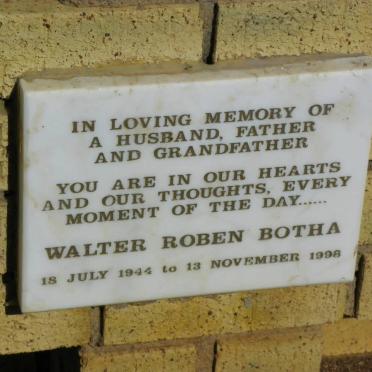 IN LOVING MEMORY OF
A HUSBAND, FATHER
AND GRANDFATHER
YOU ARE IN OUR HEARTS
AND OUR THOUGHTS, EVERY
MOMENT OF THE DAY......
WALTER ROBEN BOTHA
18 JULY 1944 to 13 NOVEMBER 1998